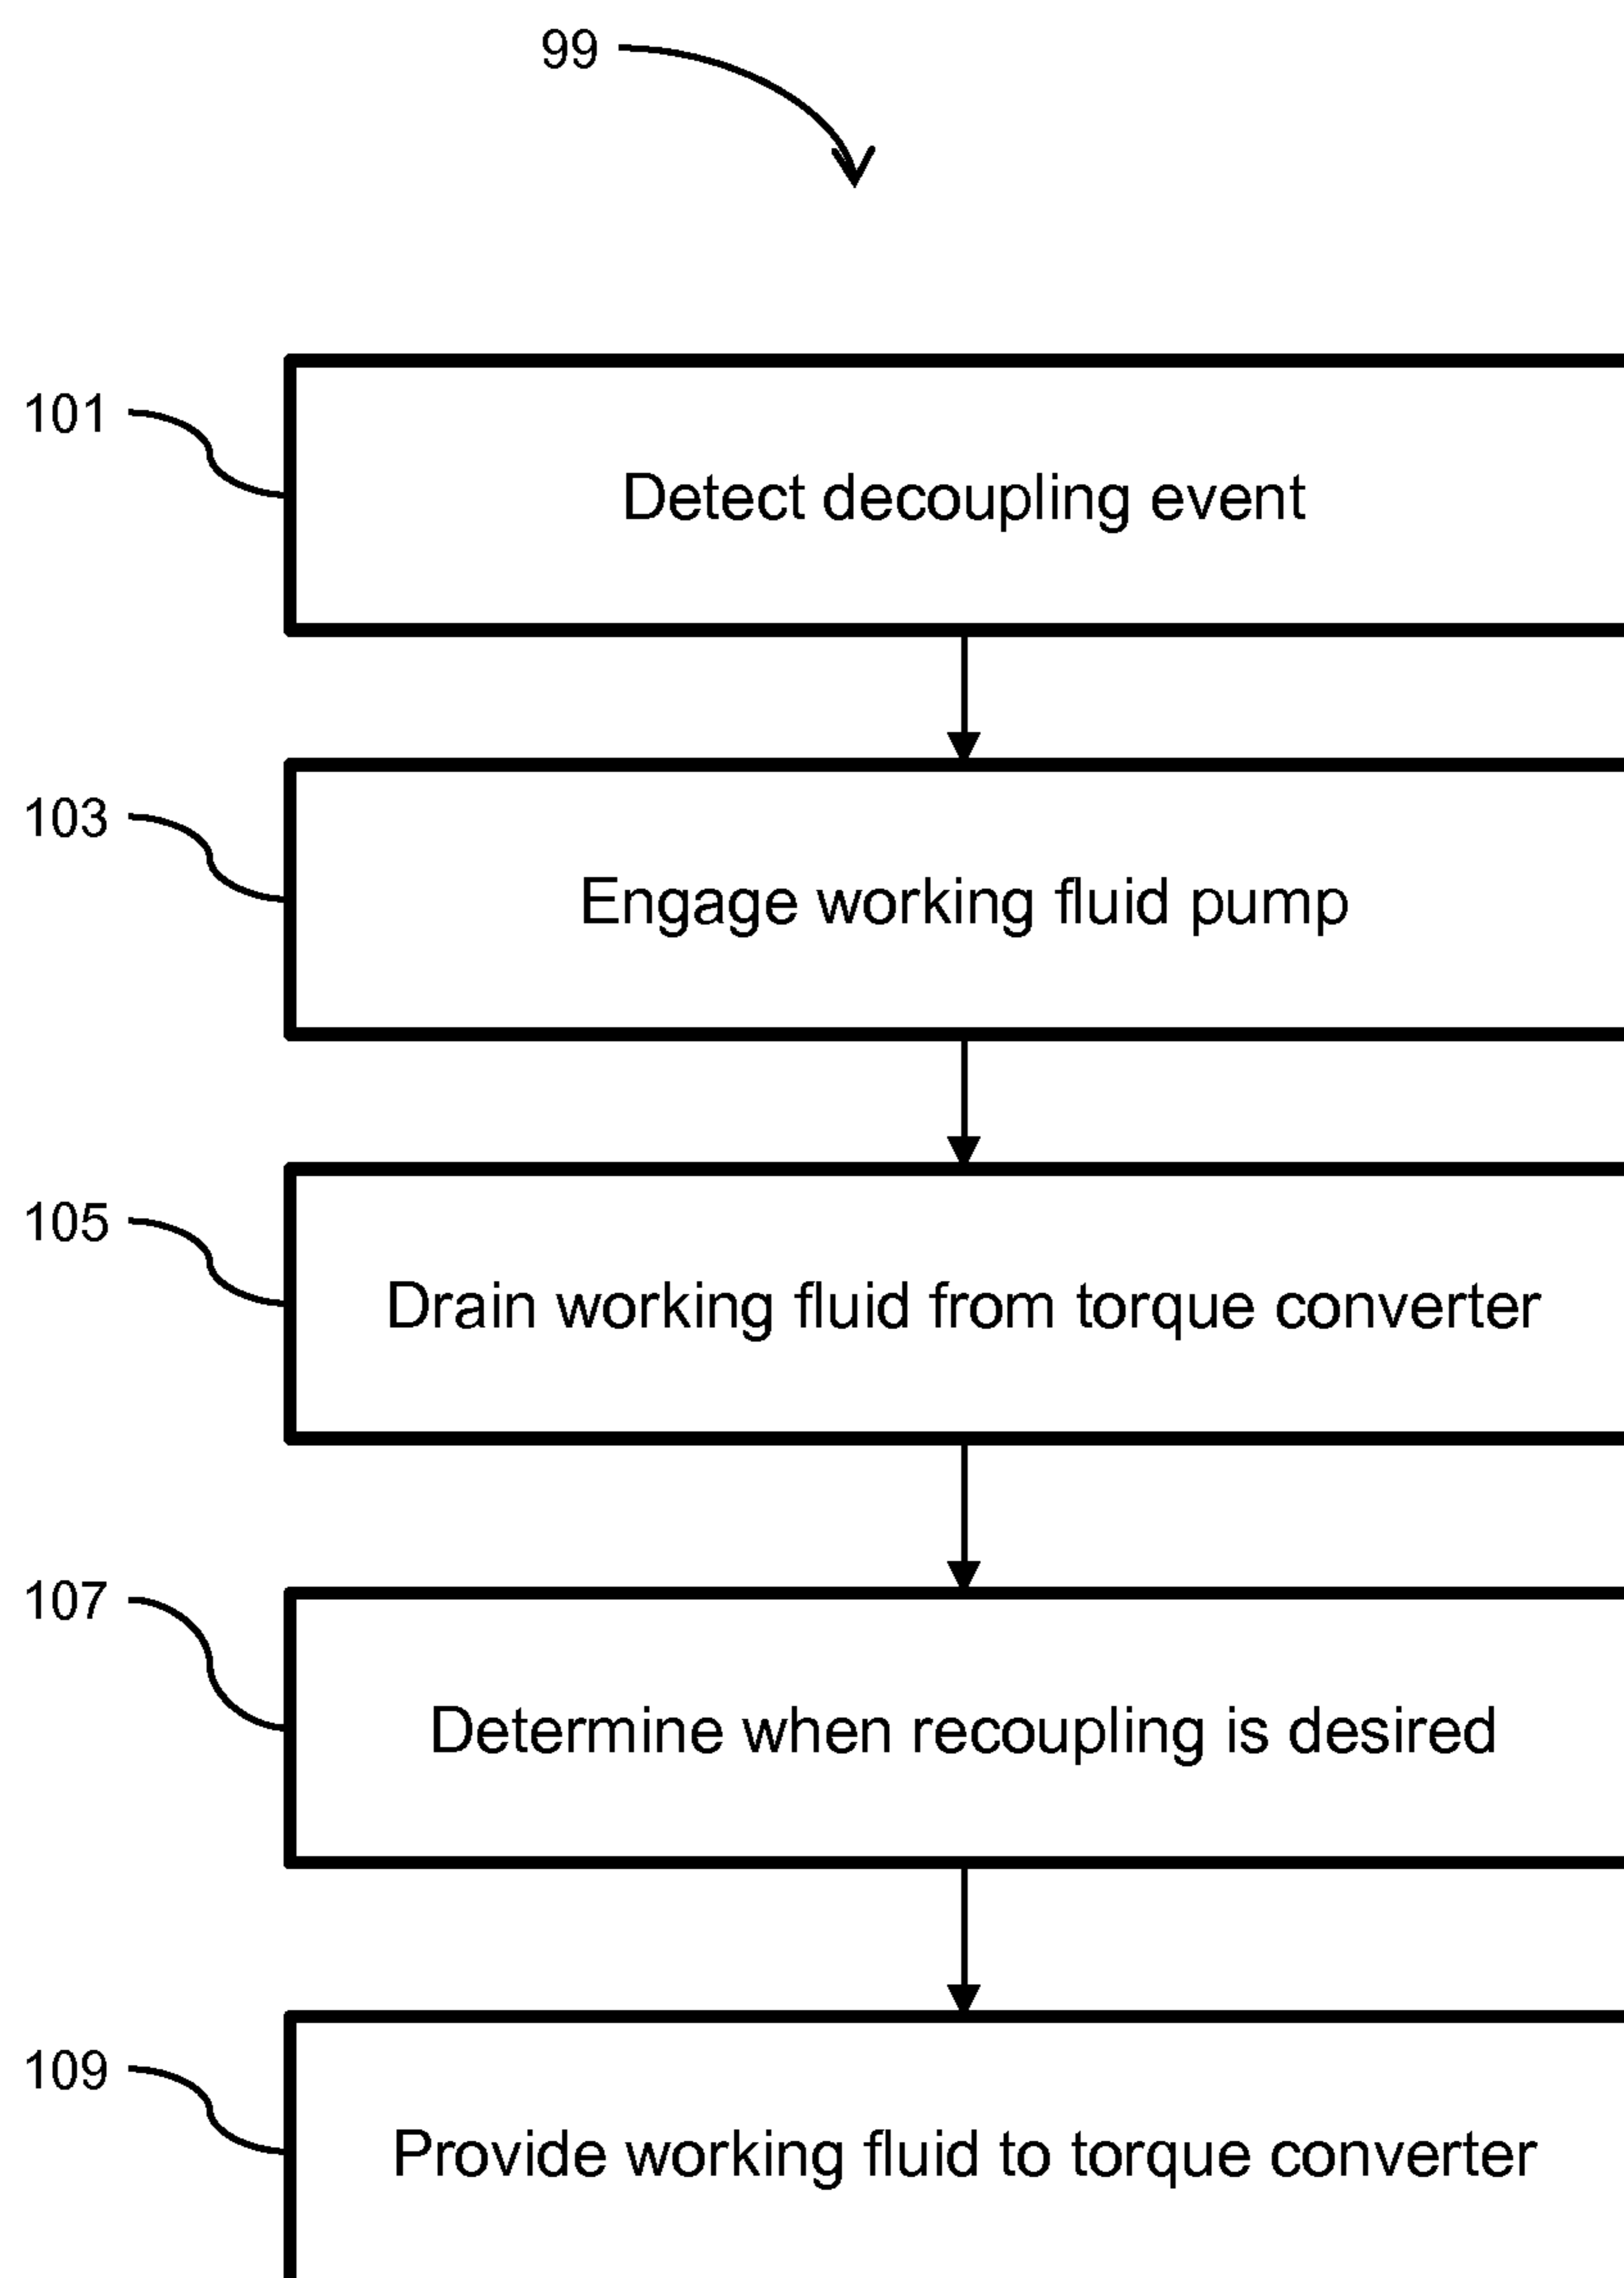 99
101
Detect decoupling event
103
Engage working fluid pump
105
Drain working fluid from torque converter
107
Determine when recoupling is desired
109
Provide working fluid to torque converter